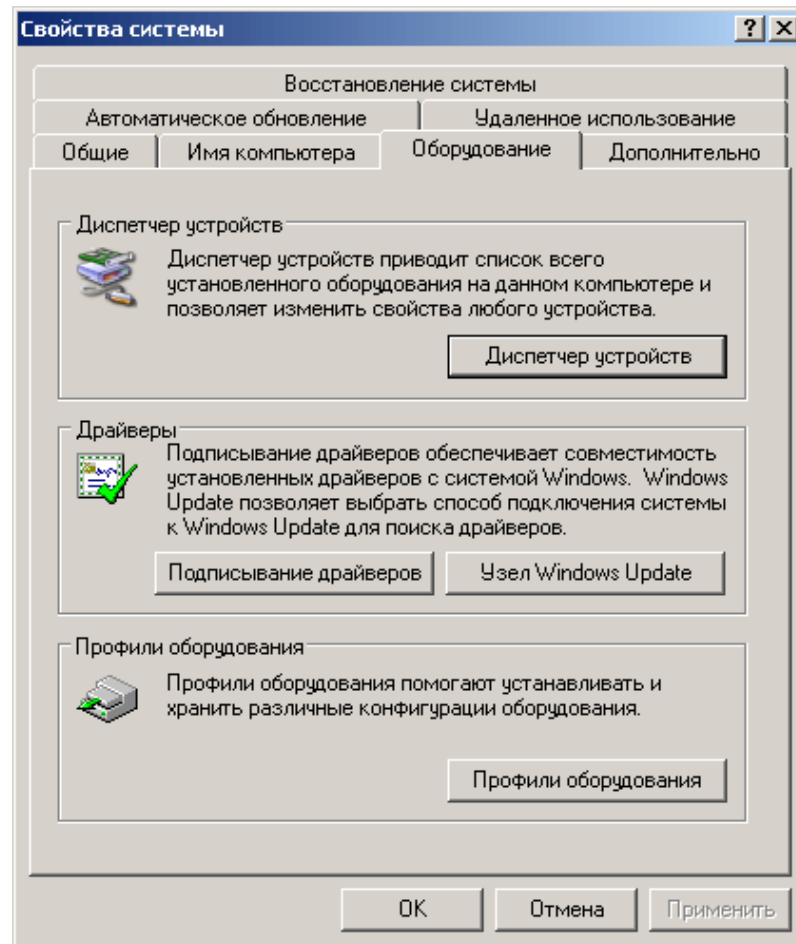 Свойства системы
Восстановление системы
Автоматическое обновление
Удаленное использование
Общие
Имя компьютера
Оборудование
Дополнительно
Диспетчер устройств
Диспетчер устройств приводит список всего
установленного оборудования на данном компьютере и
позволяет изменить свойства любого устройства.
Диспетчер устройств
Драйверы
Подписывание драйверов обеспечивает совместимость
установленных драйверов с системой Windows. Windows
Update позволяет выбрать способ подключения системы
к Windows Update для поиска драйверов.
Подписывание драйверов
Узел Windows Update
Профили оборудования
Профили оборудования помогают устанавливать и
хранить различные конфигурации оборудования.
Профили оборудования
OK
Отмена
Применить